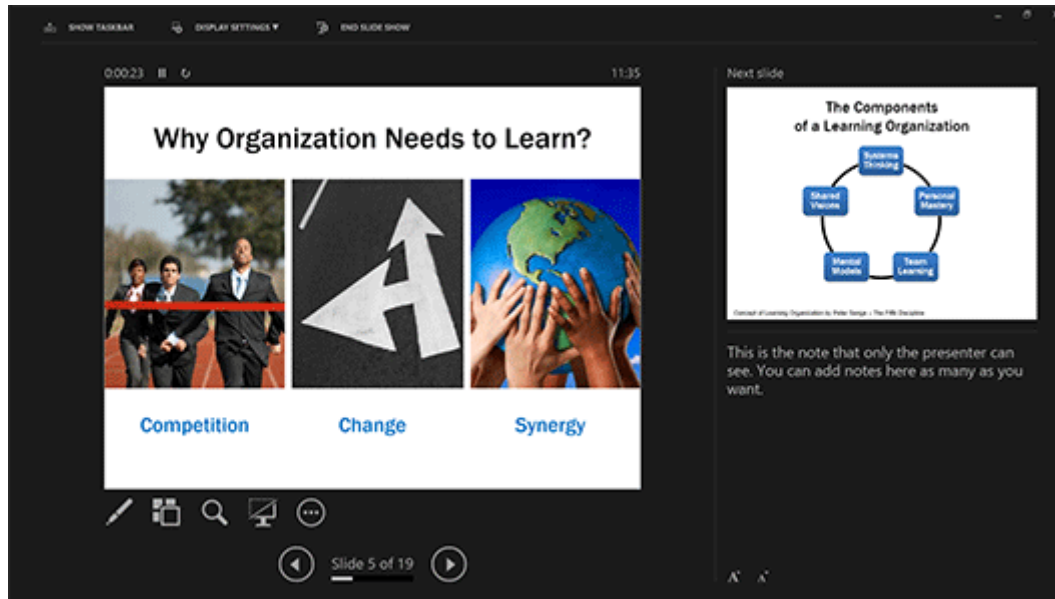 SHOW TASKBAR
DISPLAY SETTINGS ▼
END SLIDE SHOW
0:00:23
11:35
Why Organization Needs to Learn?
Competition
Change
Synergy
Slide 5 of 19
Next slide
The Components
of a Learning Organization
Systems
Thinking
Shared
Visions
Personal
Mastery
Mental
Models
Team
Learning
Concept of Learning Organization by Peter Senge - The Fifth Discipline
This is the note that only the presenter can
see. You can add notes here as many as you
want.
A
A